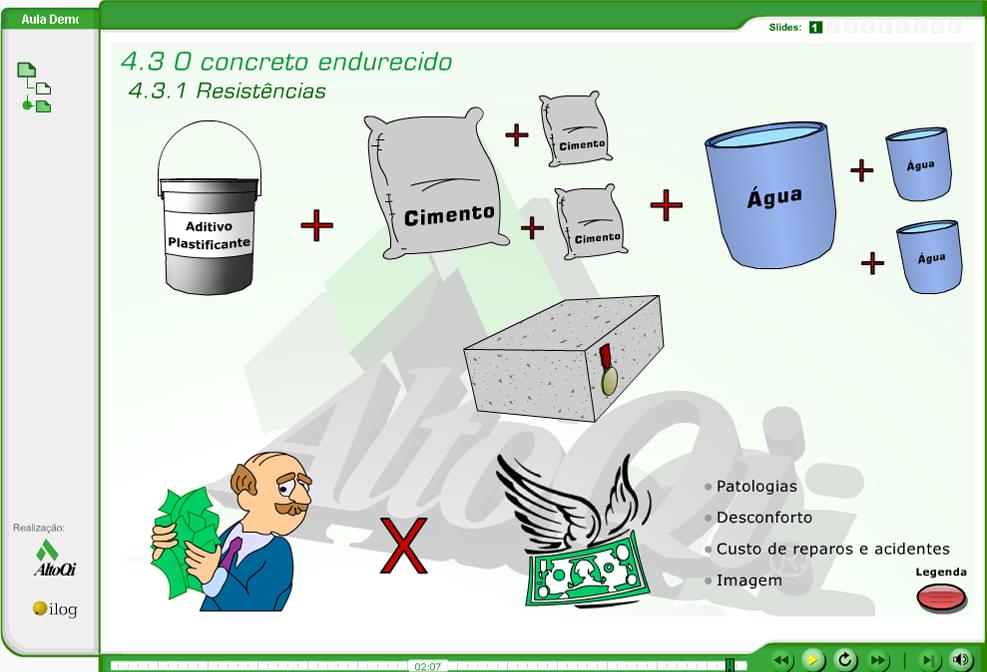 Aula Demo
Slides: 1
4.3 O concreto endurecido
4.3.1 Resistências
Aditivo
Plastificante
Cimento
Cimento
Cimento
Água
Água
Água
AltoQi
Patologias
Desconforto
Custo de reparos e acidentes
Imagem
Legenda
Realização:
AltoQi
ilog
02:07